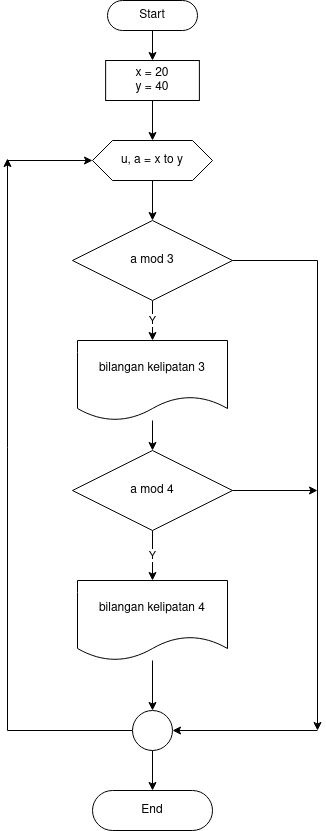 Start
x = 20
y = 40
u, a = x to y
a mod 3
Y
bilangan kelipatan 3
a mod 4
Y
bilangan kelipatan 4
End